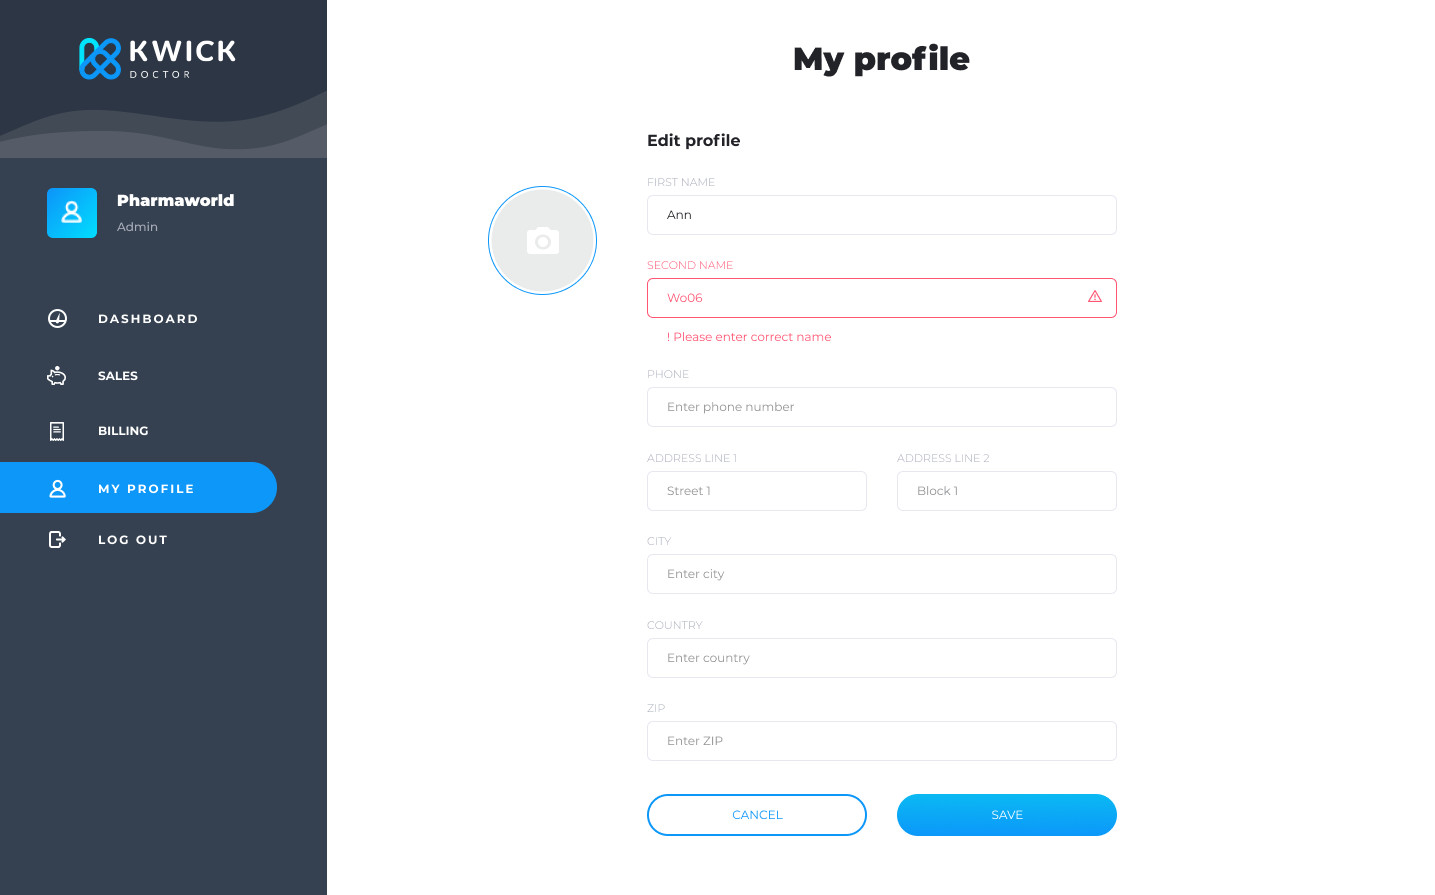 KWICK
DOCTOR
Pharmaworld
Admin
DASHBOARD
SALES
BILLING
MY PROFILE
LOG OUT
My profile
Edit profile
FIRST NAME
Ann
SECOND NAME
Wo06
! Please enter correct name
PHONE
Enter phone number
ADDRESS LINE 1
ADDRESS LINE 2
Street 1
Block 1
CITY
Enter city
COUNTRY
Enter country
ZIP
Enter ZIP
CANCEL
SAVE